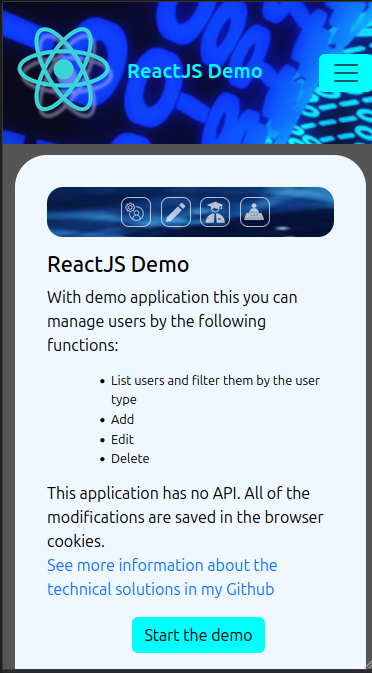 ReactJS Demo
ReactJS Demo
With demo application this you can
manage users by the following
functions:
• List users and filter them by the user
type
• Add
• Edit
• Delete
This application has no API. All of the
modifications are saved in the browser
cookies.
See more information about the
technical solutions in my Github
Start the demo